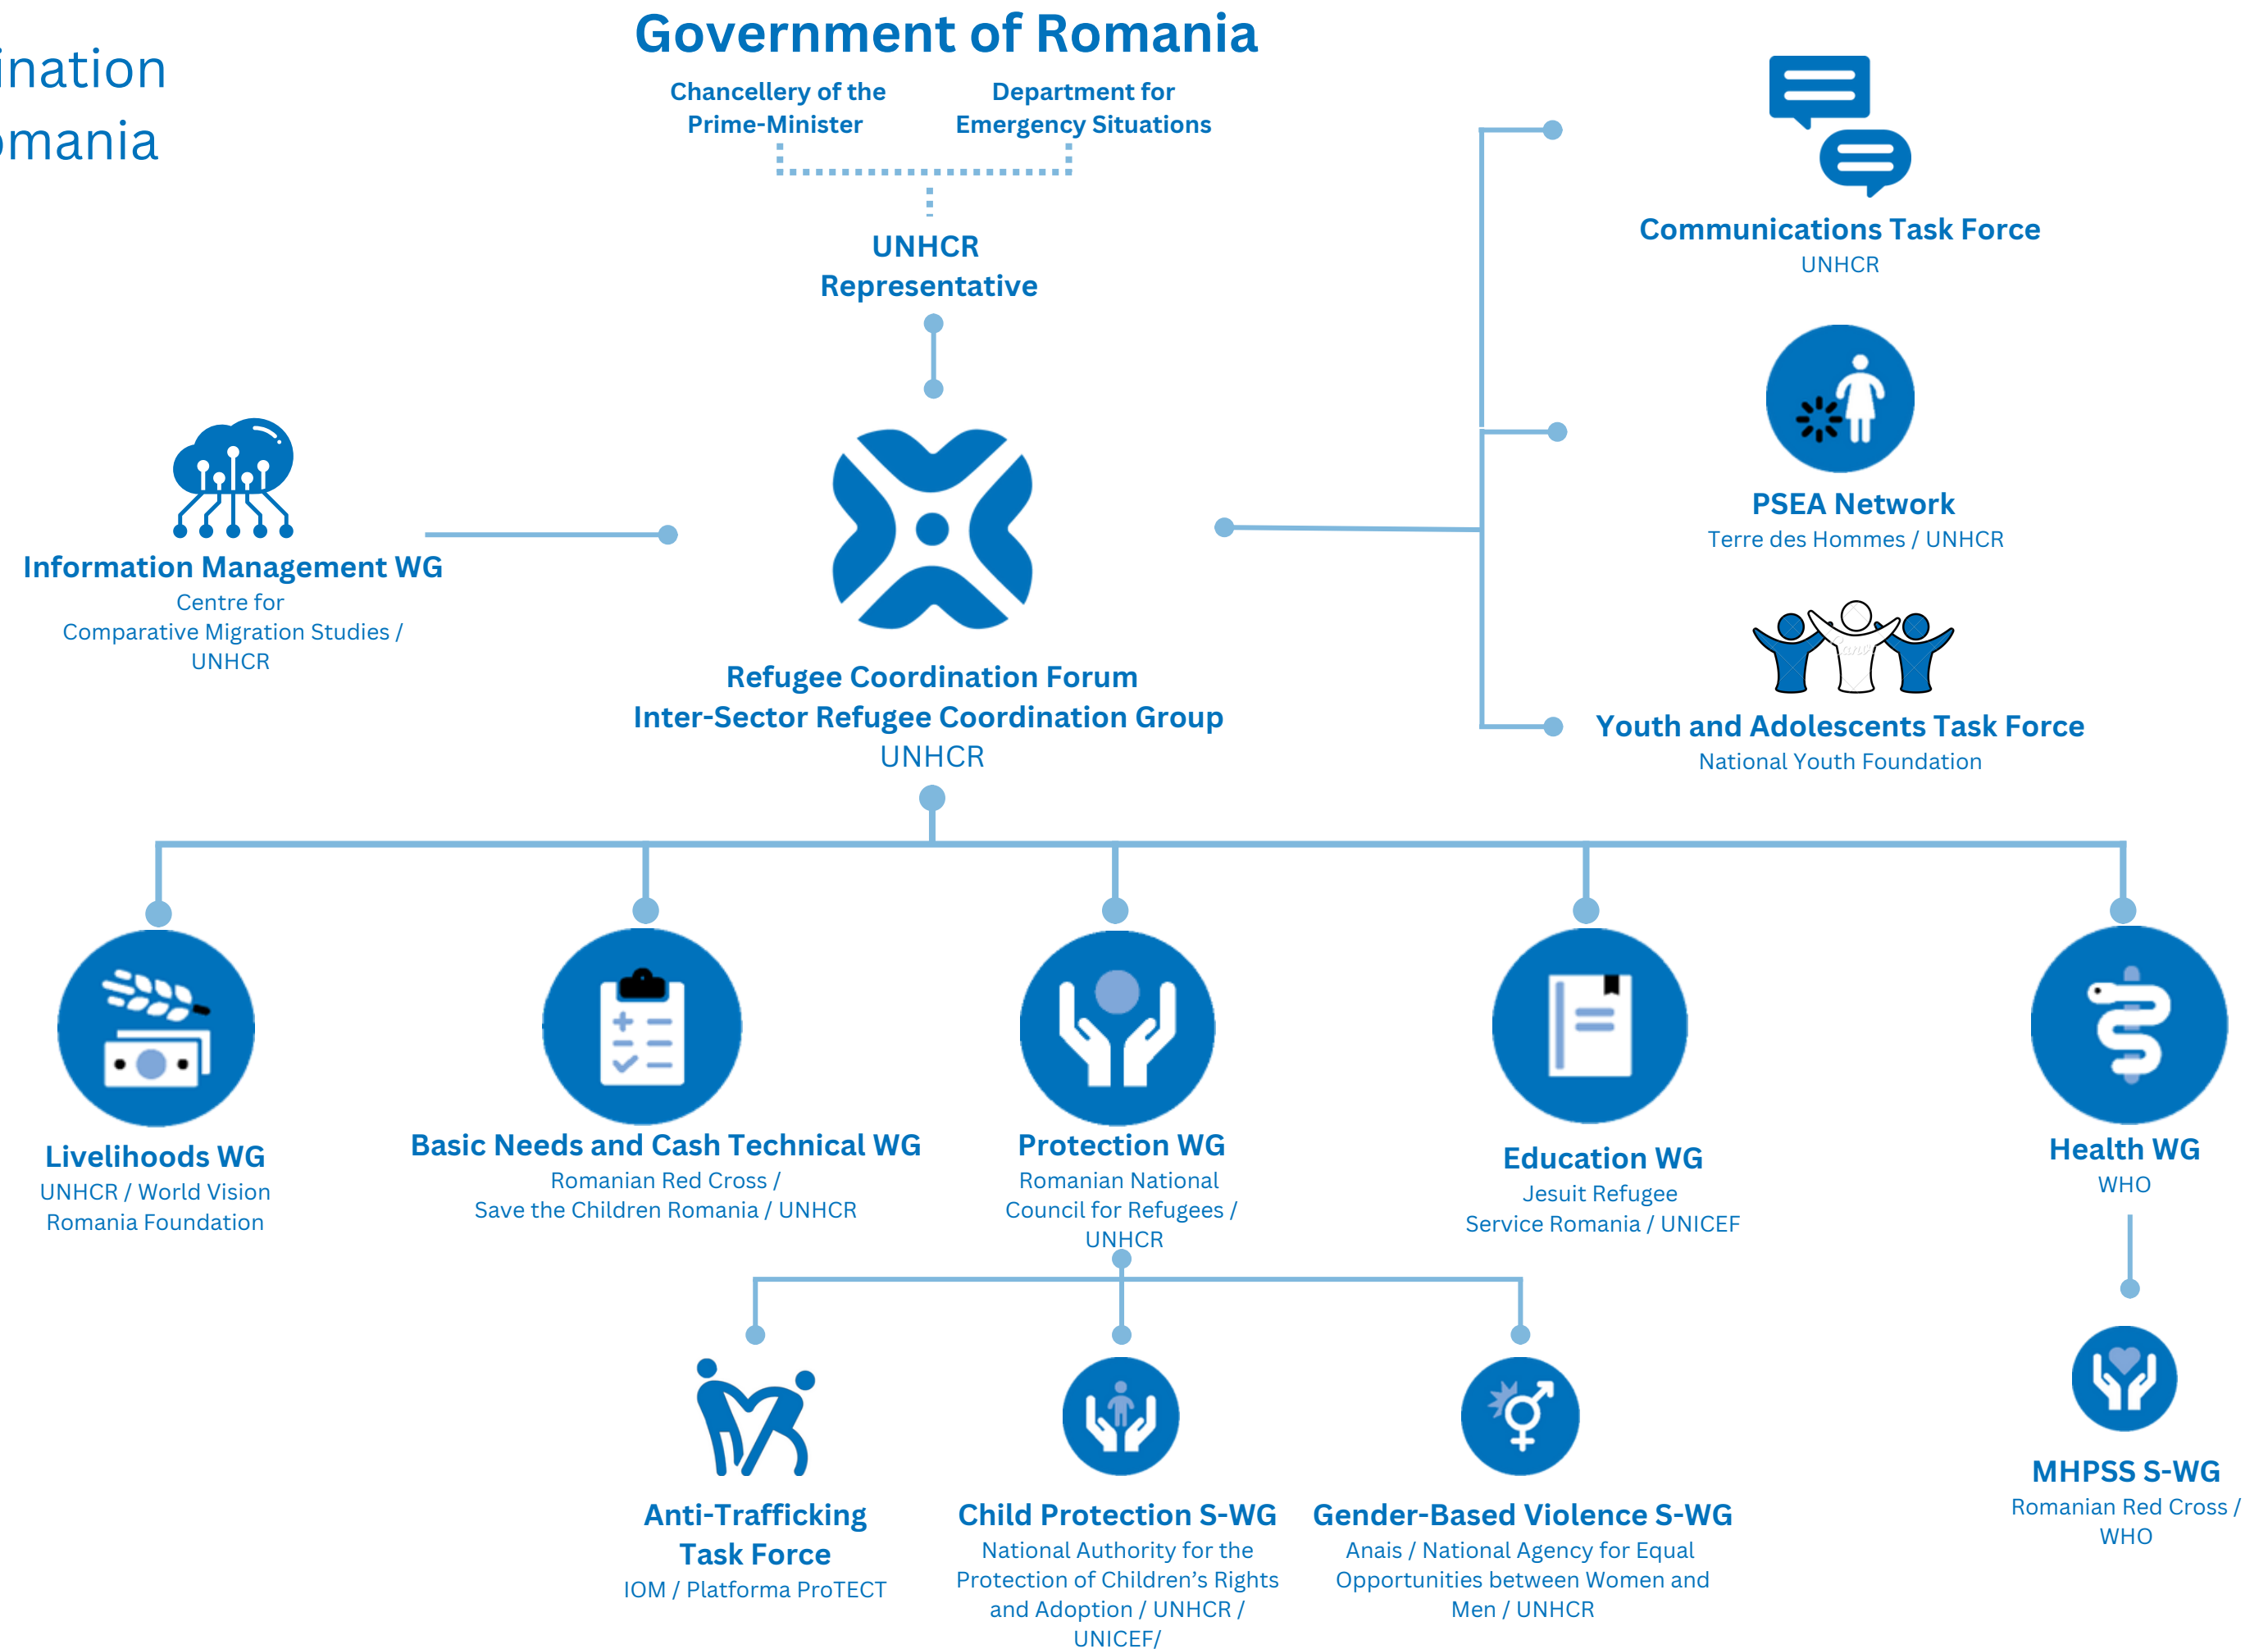 ination
omania
Government of Romania
Chancellery of the
Prime-Minister
Department for
Emergency Situations
UNHCR
Representative
Communications Task Force
UNHCR
PSEA Network
Terre des Hommes / UNHCR
Youth and Adolescents Task Force
National Youth Foundation
Information Management WG
Centre for
Comparative Migration Studies /
UNHCR
Refugee Coordination Forum
Inter-Sector Refugee Coordination Group
UNHCR
Livelihoods WG
UNHCR / World Vision
Romania Foundation
Basic Needs and Cash Technical WG
Romanian Red Cross /
Save the Children Romania / UNHCR
Protection WG
Romanian National
Council for Refugees /
UNHCR
Education WG
Jesuit Refugee
Service Romania / UNICEF
Health WG
WHO
Anti-Trafficking
Task Force
IOM / Platforma ProTECT
Child Protection S-WG
National Authority for the
Protection of Children’s Rights
and Adoption / UNHCR /
UNICEF/
Gender-Based Violence S-WG
Anais / National Agency for Equal
Opportunities between Women and
Men / UNHCR
MHPSS S-WG
Romanian Red Cross /
WHO